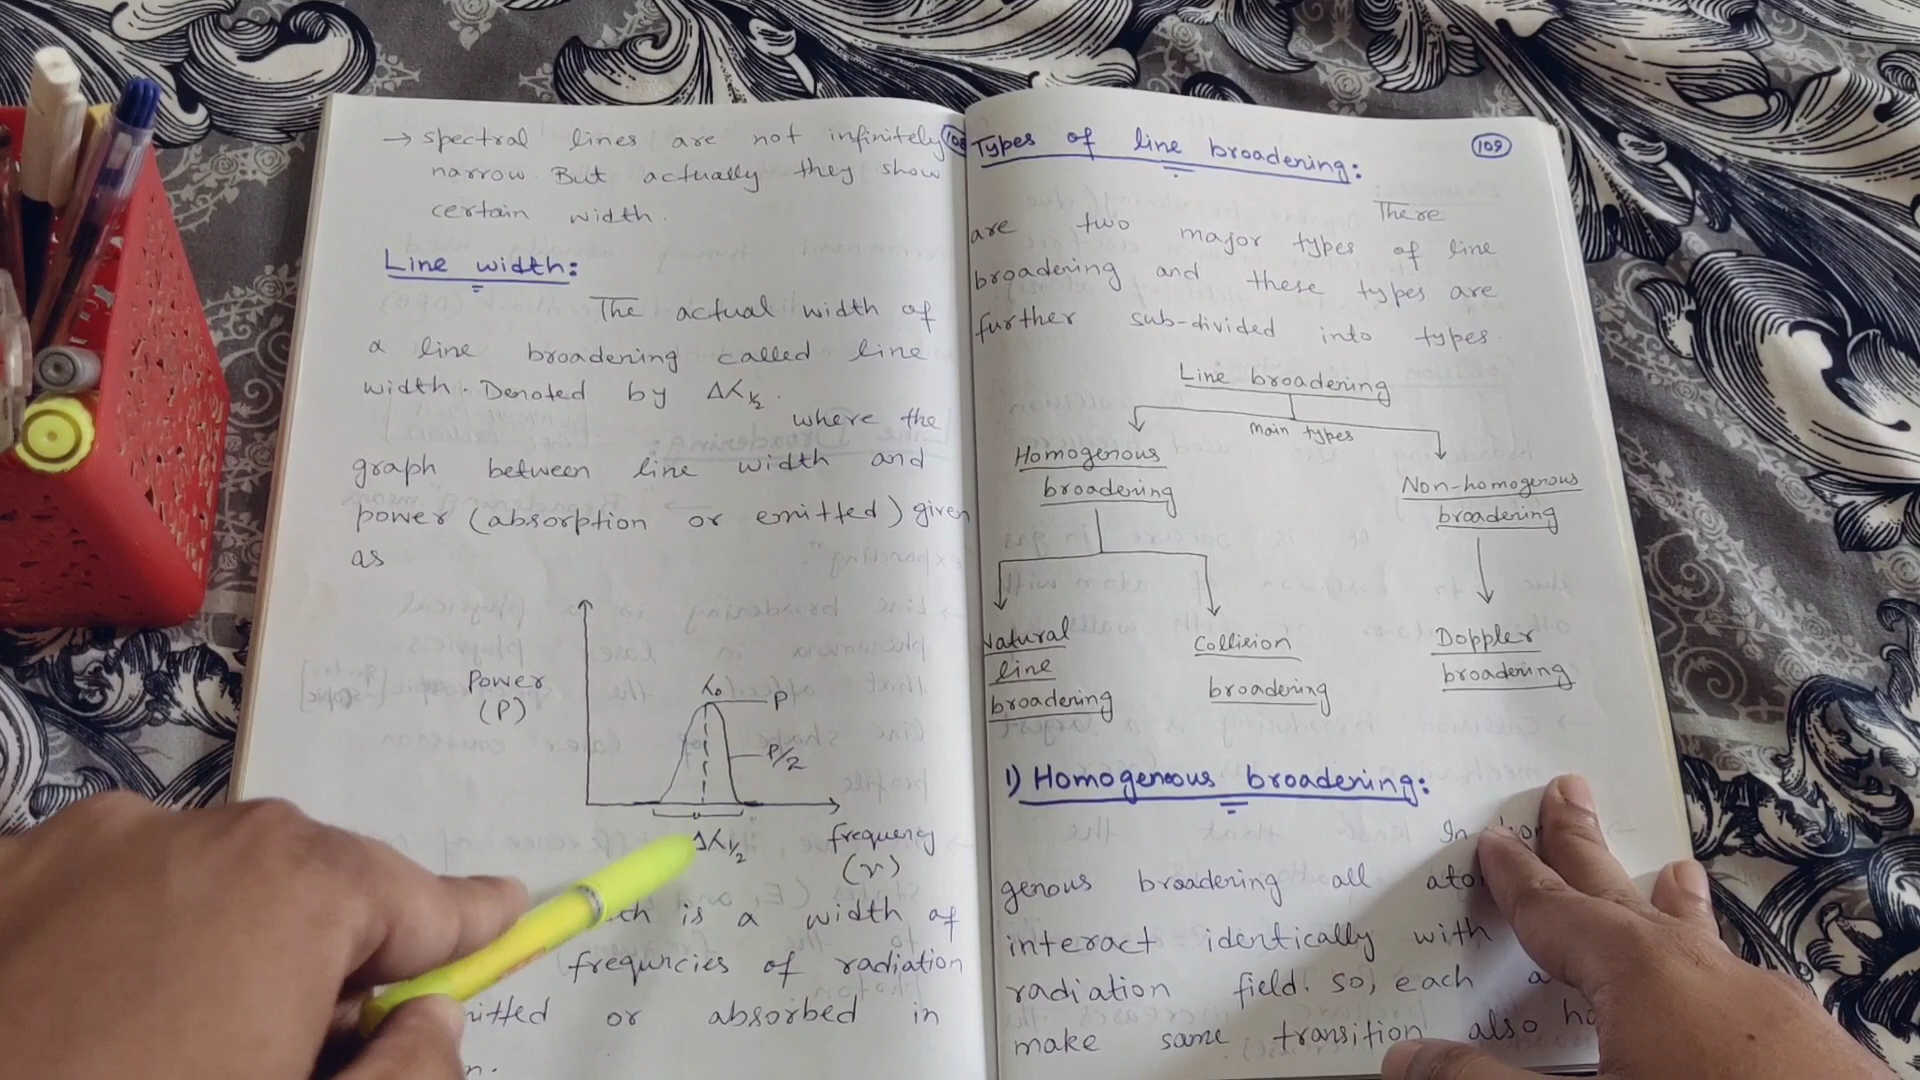 → spectral lines are not infinitely
narrow. But actually they show
certain width.
Line width:
The actual width of
a line broadening called line
width. Denoted by Δλ½.
where the
graph between line width and
power (absorption or emitted) given
as
Power
(P)
λo
P
P/2
Δλ1/2
frequency
(ν)
is a width of
frequncies of radiation
or absorbed in
109
Types of line broadening:
There
are two major types of line
broadening and these types are
further sub-divided into types.
Line broadening
main types
Homogenous
broadening
Non-homogenous
broadening
Natural
line
broadening
Collision
broadening
Doppler
broadening
1) Homogeneous broadening:
In
genous broadening all
interact identically with
radiation field. so, each
make same transition also